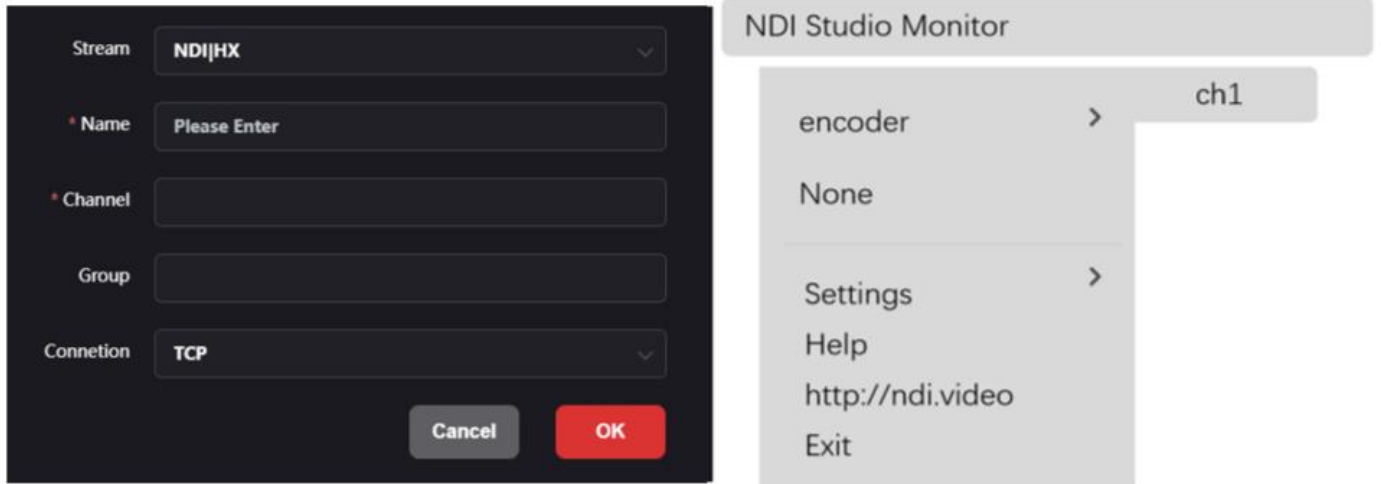 Stream
NDI|HX
* Name
Please Enter
* Channel
Group
Connetion
TCP
Cancel
OK
NDI Studio Monitor
encoder
ch1
None
Settings
Help
http://ndi.video
Exit